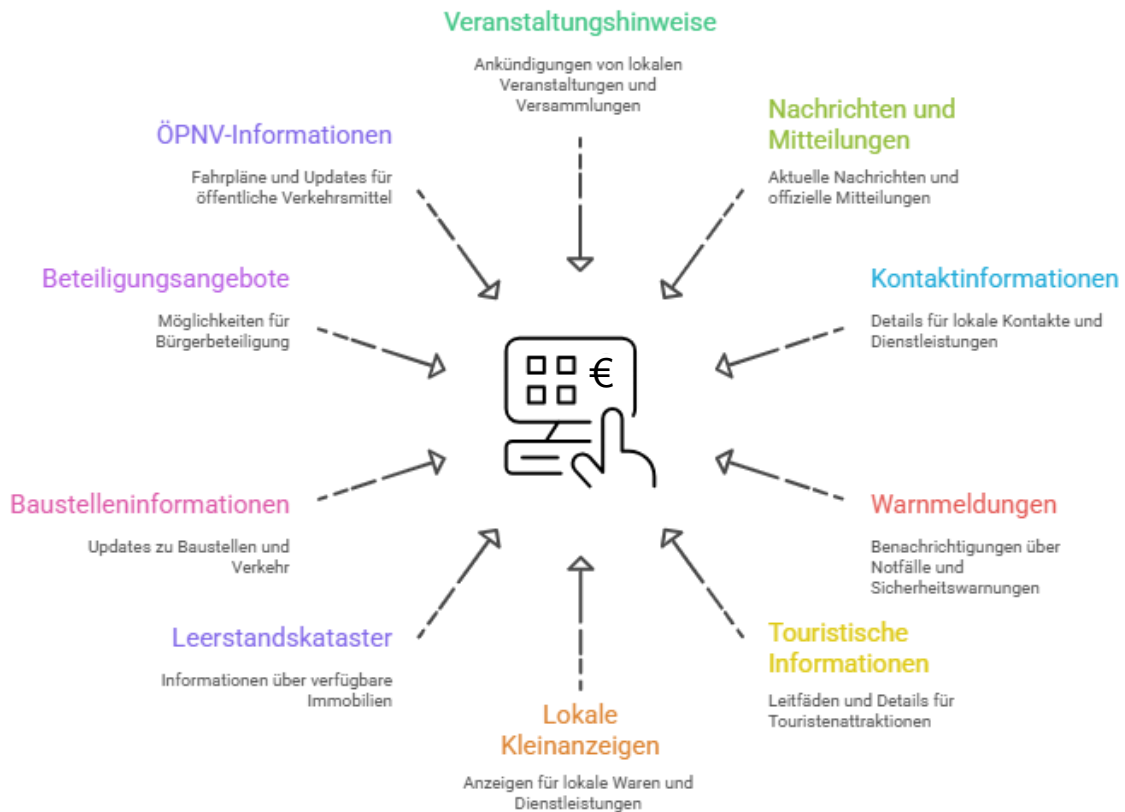 Veranstaltungshinweise
Ankündigungen von lokalen
Veranstaltungen und
Versammlungen
Nachrichten und
Mitteilungen
Aktuelle Nachrichten und
offizielle Mitteilungen
ÖPNV-Informationen
Fahrpläne und Updates für
öffentliche Verkehrsmittel
Beteiligungsangebote
Möglichkeiten für
Bürgerbeteiligung
Kontaktinformationen
Details für lokale Kontakte und
Dienstleistungen
€
Baustelleninformationen
Updates zu Baustellen und
Verkehr
Warnmeldungen
Benachrichtigungen über
Notfälle und
Sicherheitswarnungen
Leerstandskataster
Informationen über verfügbare
Immobilien
Touristische
Informationen
Leitfäden und Details für
Touristenattraktionen
Lokale
Kleinanzeigen
Anzeigen für lokale Waren und
Dienstleistungen